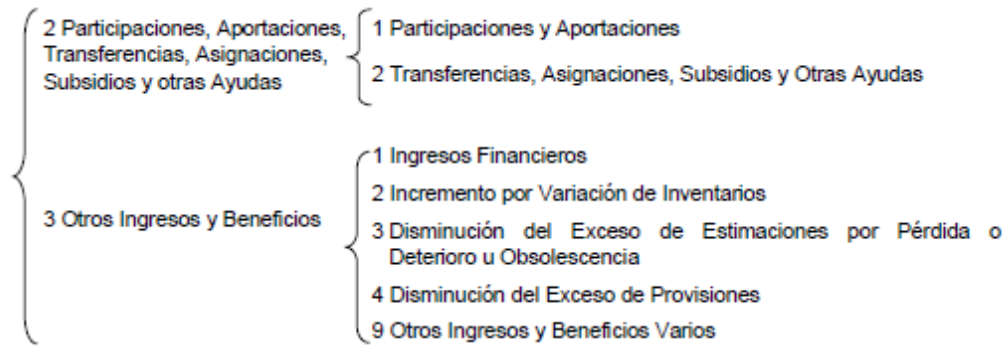 2 Participaciones, Aportaciones,
Transferencias, Asignaciones,
Subsidios y otras Ayudas
1 Participaciones y Aportaciones
2 Transferencias, Asignaciones, Subsidios y Otras Ayudas
3 Otros Ingresos y Beneficios
1 Ingresos Financieros
2 Incremento por Variación de Inventarios
3 Disminución del Exceso de Estimaciones por Pérdida o
Deterioro u Obsolescencia
4 Disminución del Exceso de Provisiones
9 Otros Ingresos y Beneficios Varios